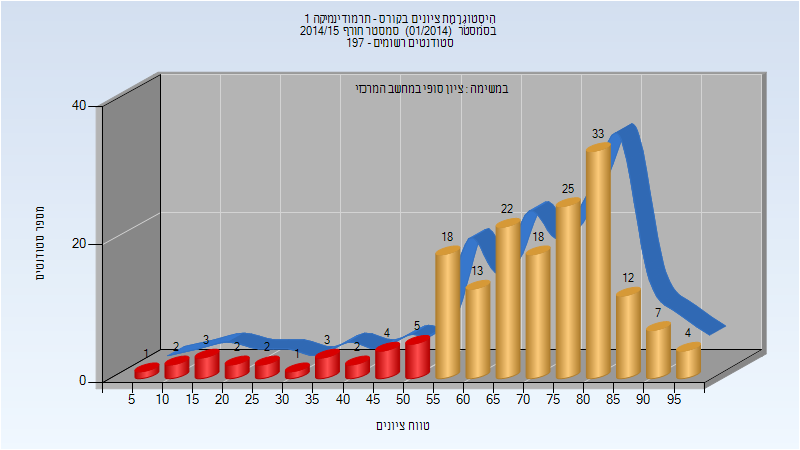 היסטוגרמת ציונים בקורס - תרמודינמיקה 1
בסמסטר (01/2014) סמסטר חורף 2014/15
סטודנטים רשומים - 197
במשימה : ציון סופי במחשב המרכזי
מספר סטודנטים
40
20
0
1 2 3 2 2 1 3 2 4 5 18 13 22 18 25 33 12 7 4
5 10 15 20 25 30 35 40 45 50 55 60 65 70 75 80 85 90 95
טווח ציונים